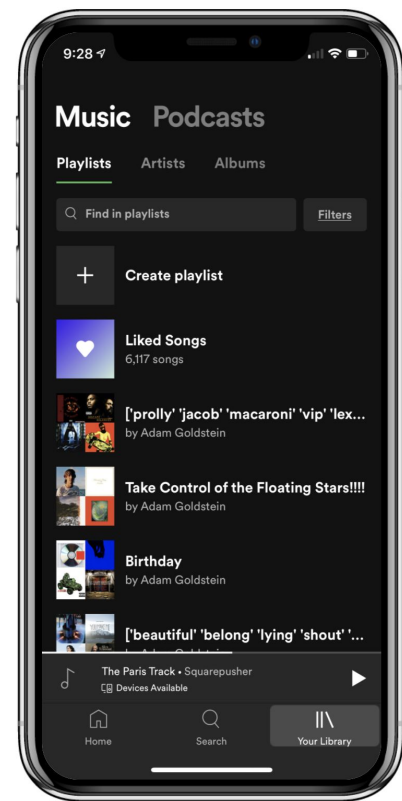 9:28
Music Podcasts
Playlists Artists Albums
Find in playlists Filters
Create playlist
Liked Songs
6,117 songs
['prolly' 'jacob' 'macaroni' 'vip' 'lex...
by Adam Goldstein
Take Control of the Floating Stars!!!!
by Adam Goldstein
Birthday
by Adam Goldstein
['beautiful' 'belong' 'lying' 'shout' '...
The Paris Track • Squarepusher
Devices Available
Home Search Your Library